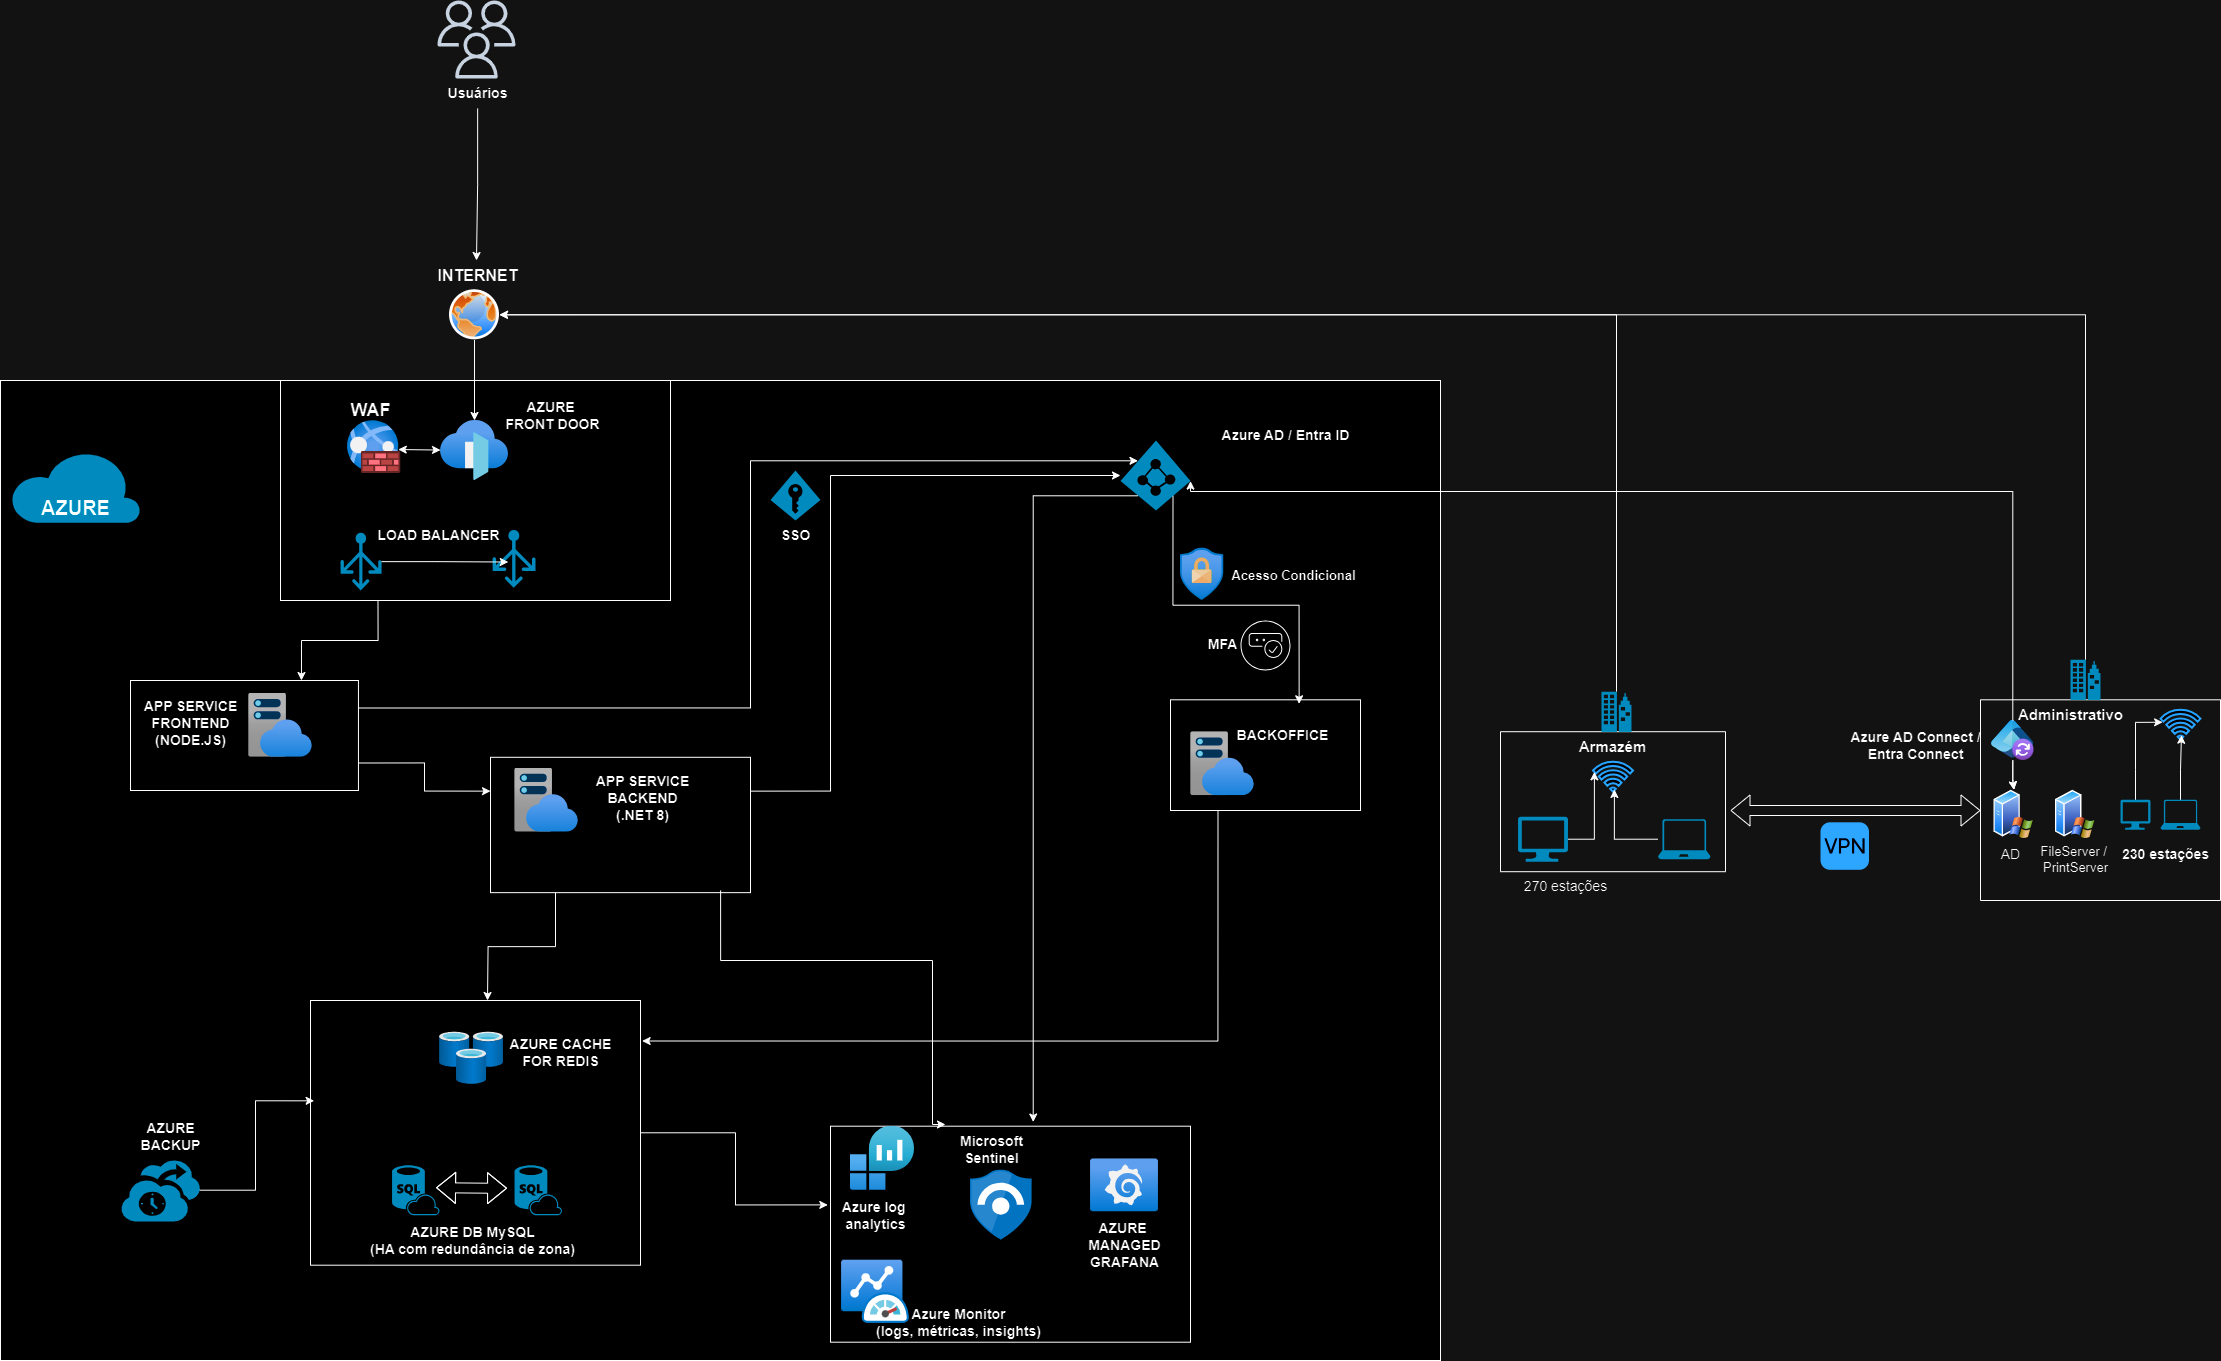 Usuários
INTERNET
WAF
AZURE
FRONT DOOR
AZURE
LOAD BALANCER
SSO
Azure AD / Entra ID
Acesso Condicional
MFA
APP SERVICE
FRONTEND
(NODE.JS)
APP SERVICE
BACKEND
(.NET 8)
BACKOFFICE
Armazém
270 estações
VPN
Administrativo
Azure AD Connect /
Entra Connect
AD
FileServer /
PrintServer
230 estações
AZURE CACHE
FOR REDIS
AZURE
BACKUP
SQL
SQL
AZURE DB MySQL
(HA com redundância de zona)
Azure log
analytics
Microsoft
Sentinel
AZURE
MANAGED
GRAFANA
Azure Monitor
(logs, métricas, insights)